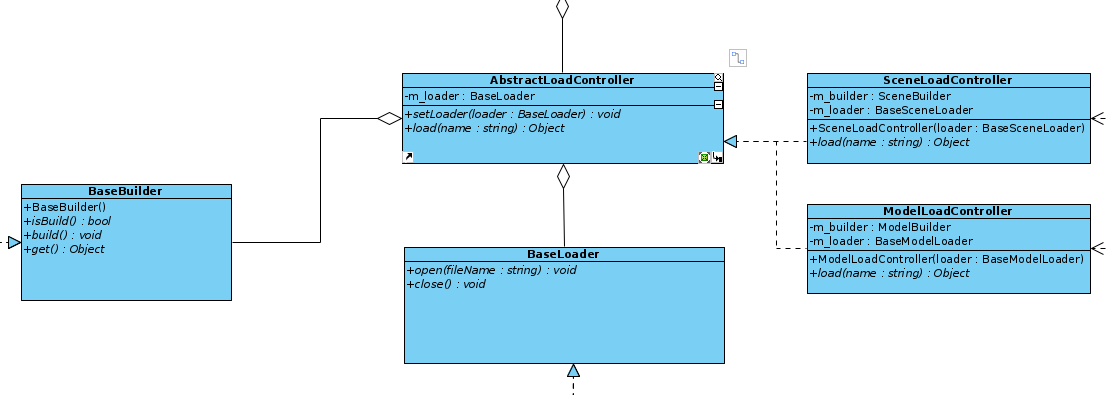 AbstractLoadController
-m_loader : BaseLoader
+setLoader(loader : BaseLoader) : void
+load(name : string) : Object
SceneLoadController
-m_builder : SceneBuilder
-m_loader : BaseSceneLoader
+SceneLoadController(loader : BaseSceneLoader)
+load(name : string) : Object
BaseBuilder
+BaseBuilder()
+isBuild() : bool
+build() : void
+get() : Object
ModelLoadController
-m_builder : ModelBuilder
-m_loader : BaseModelLoader
+ModelLoadController(loader : BaseModelLoader)
+load(name : string) : Object
BaseLoader
+open(fileName : string) : void
+close() : void